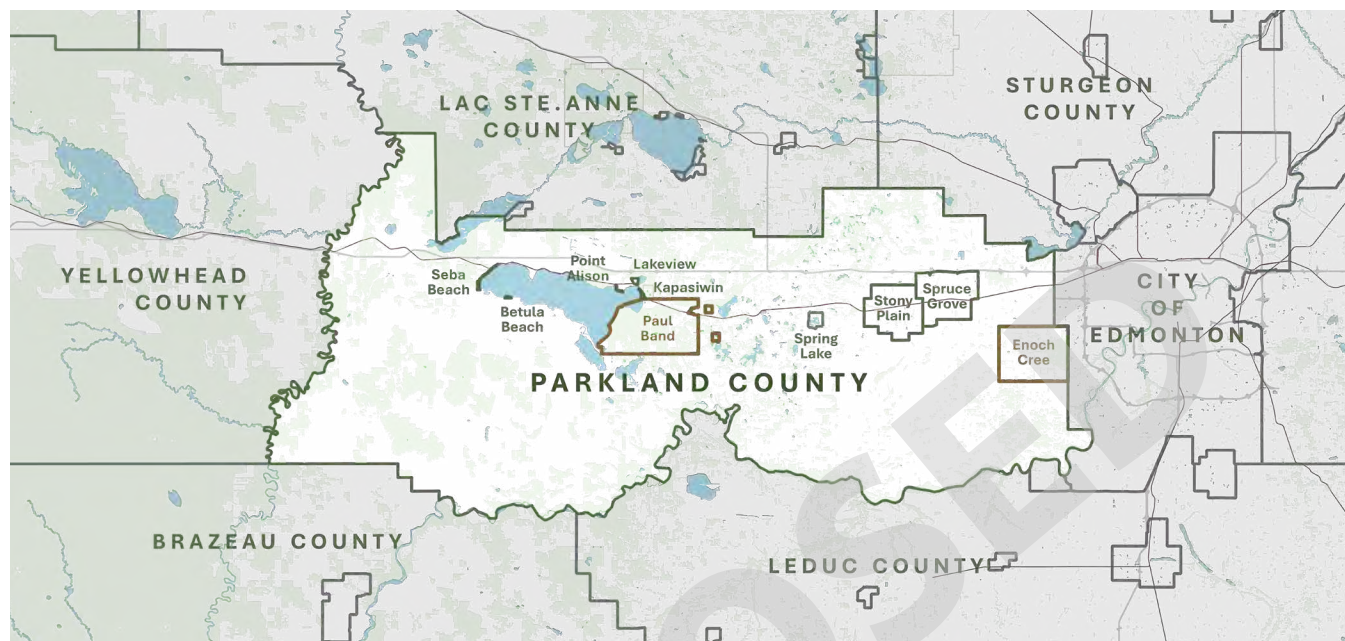 LAC STE.ANNE
COUNTY
STURGEON
COUNTY
YELLOWHEAD
COUNTY
Seba
Beach
Point
Alison
Lakeview
Kapasiwin
Betula
Beach
Paul
Band
Spring
Lake
Stony
Plain
Spruce
Grove
CITY
OF
EDMONTON
Enoch
Cree
PARKLAND COUNTY
BRAZEAU COUNTY
LEDUC COUNTY
OSED